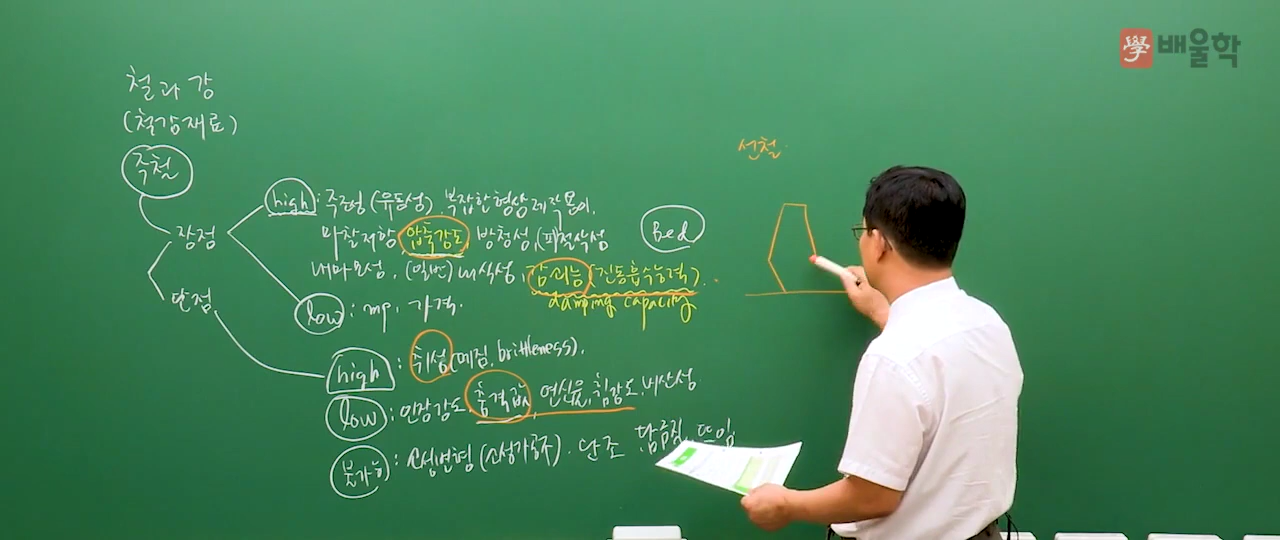 學 배울학
철과 강
(철강재료)
주철
장점
high : 주조성 (유동성) 복잡한 형상 제작 용이,
마찰저항, 압축강도, 방청성, (피)절삭성
내마모성, (일반) 내식성, 감쇠능 (진동흡수능력).
damping capacity
Bed
low : mp, 가격.
단점
high : 취성 (메짐, brittleness).
low : 인장강도, 충격값, 연신율, 휨강도, 내산성
불가능 : 소성변형 (소성가공). 단조 담금질, 뜨임
선철